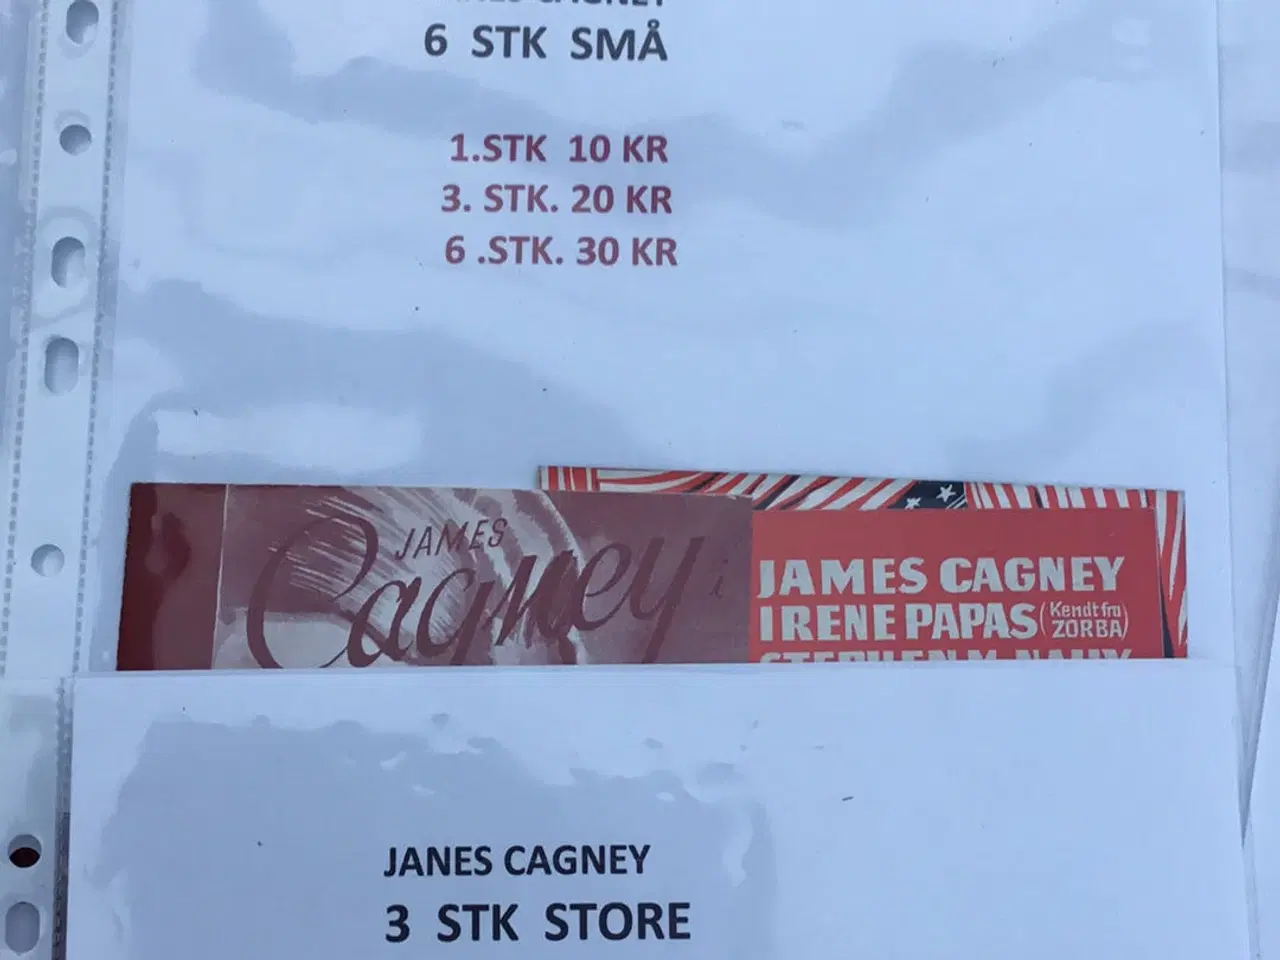 CAGNEY
6 STK SMÅ
1.STK 10 KR
3. STK. 20 KR
6 .STK. 30 KR
JAMES
Cagney i
JAMES CAGNEY
IRENE PAPAS (Kendt fra
ZORBA)
JANES CAGNEY
3 STK STORE